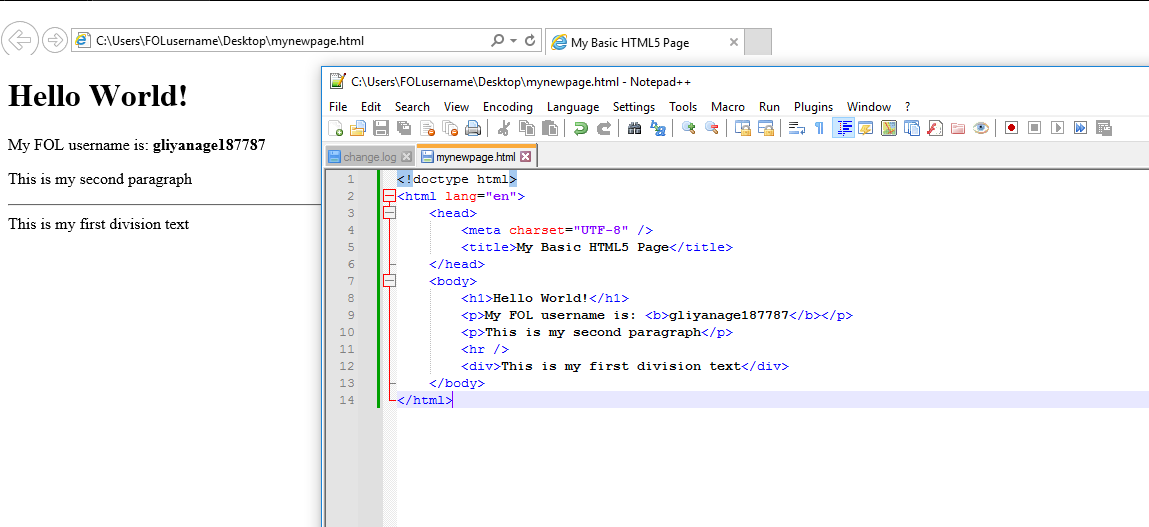 C:\Users\FOLusername\Desktop\mynewpage.html
My Basic HTML5 Page
Hello World!
My FOL username is: gliyanage187787
This is my second paragraph
This is my first division text
C:\Users\FOLusername\Desktop\mynewpage.html - Notepad++
File Edit Search View Encoding Language Settings Tools Macro Run Plugins Window ?
change.log mynewpage.html
1 <!doctype html>
2 <html lang="en">
3 <head>
4 <meta charset="UTF-8" />
5 <title>My Basic HTML5 Page</title>
6 </head>
7 <body>
8 <h1>Hello World!</h1>
9 <p>My FOL username is: <b>gliyanage187787</b></p>
10 <p>This is my second paragraph</p>
11 <hr />
12 <div>This is my first division text</div>
13 </body>
14 </html>